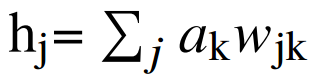 hⱼ= ∑ⱼ aₖwⱼₖ